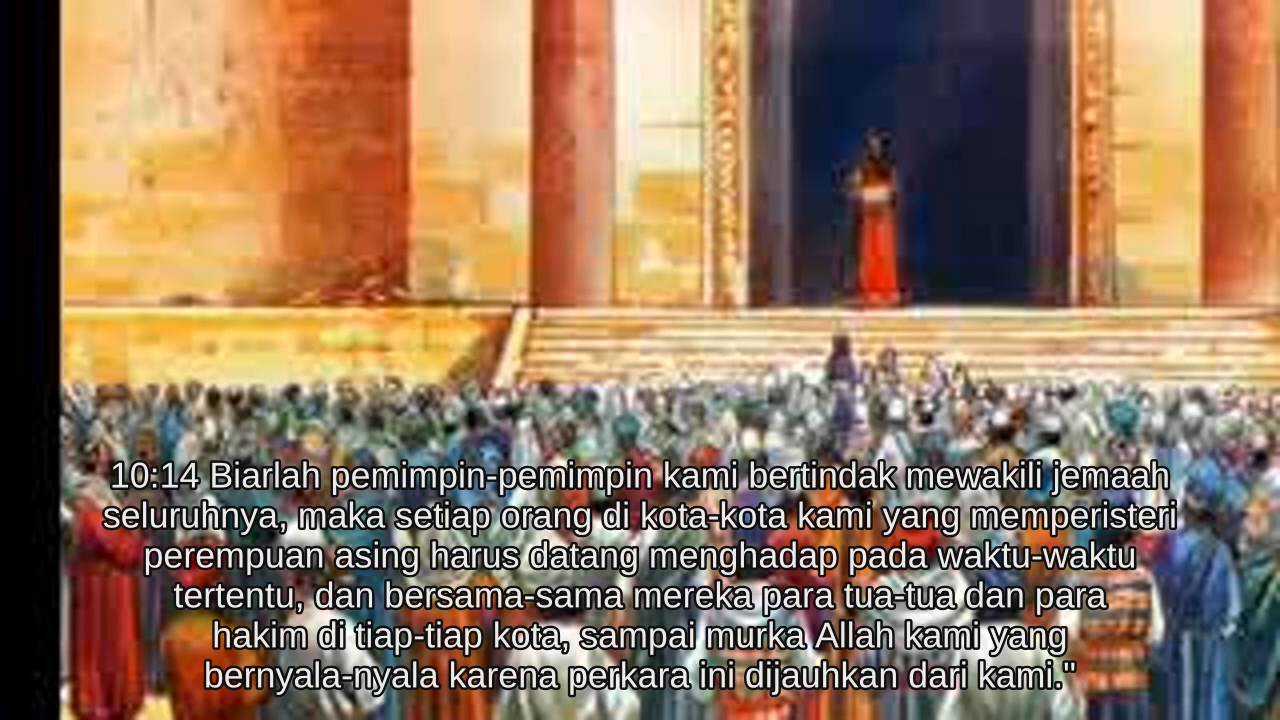 10:14 Biarlah pemimpin-pemimpin kami bertindak mewakili jemaah
seluruhnya, maka setiap orang di kota-kota kami yang memperisteri
perempuan asing harus datang menghadap pada waktu-waktu
tertentu, dan bersama-sama mereka para tua-tua dan para
hakim di tiap-tiap kota, sampai murka Allah kami yang
bernyala-nyala karena perkara ini dijauhkan dari kami."